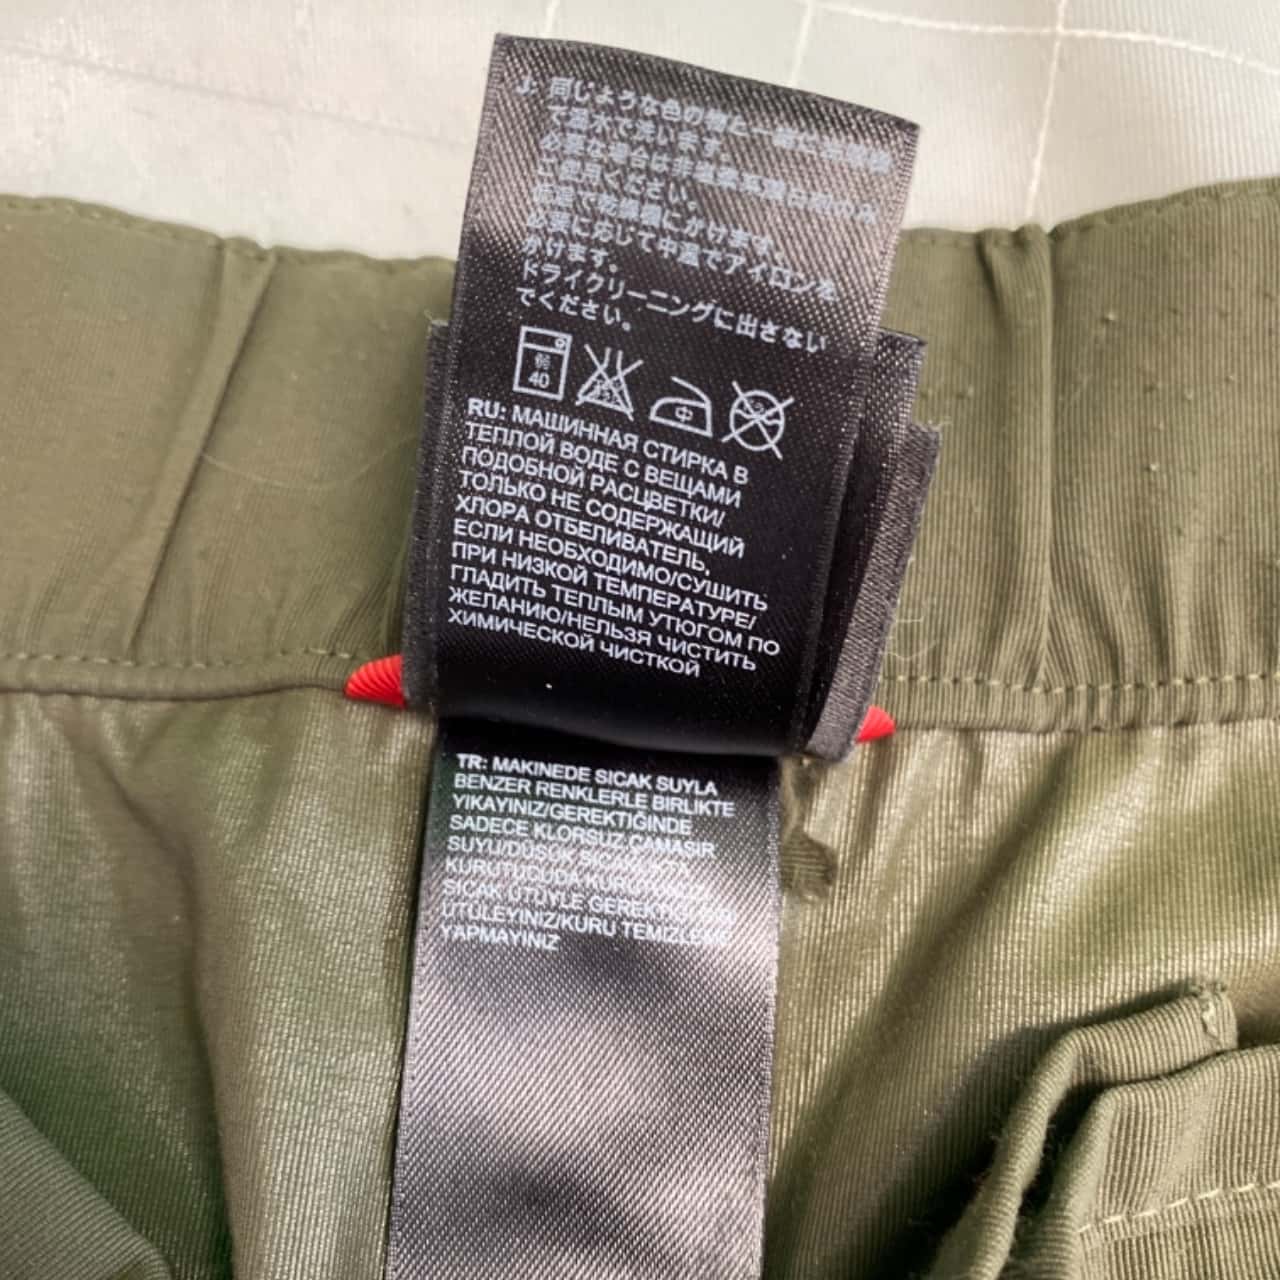 J: 同じような色の物と一緒に洗濯機
で温水で洗います。
必要な場合は非塩素系漂白剤のみ
ご使用ください。
低温で乾燥機にかけます。
必要に応じて中温でアイロンを
かけます。
ドライクリーニングに出さない
でください。
弱
40
中
RU: МАШИННАЯ СТИРКА В
ТЕПЛОЙ ВОДЕ С ВЕЩАМИ
ПОДОБНОЙ РАСЦВЕТКИ/
ТОЛЬКО НЕ СОДЕРЖАЩИЙ
ХЛОРА ОТБЕЛИВАТЕЛЬ,
ЕСЛИ НЕОБХОДИМО/СУШИТЬ
ПРИ НИЗКОЙ ТЕМПЕРАТУРЕ/
ГЛАДИТЬ ТЕПЛЫМ УТЮГОМ ПО
ЖЕЛАНИЮ/НЕЛЬЗЯ ЧИСТИТЬ
ХИМИЧЕСКОЙ ЧИСТКОЙ
TR: MAKINEDE SICAK SUYLA
BENZER RENKLERLE BIRLIKTE
YIKAYINIZ/GEREKTIĞINDE
SADECE KLORSUZ ÇAMASIR
SUYU/DÜSÜK
SICAK ÜTÜYLE
ÜTÜLEYINIZ/KURU TEMIZLEME
YAPMAYINIZ